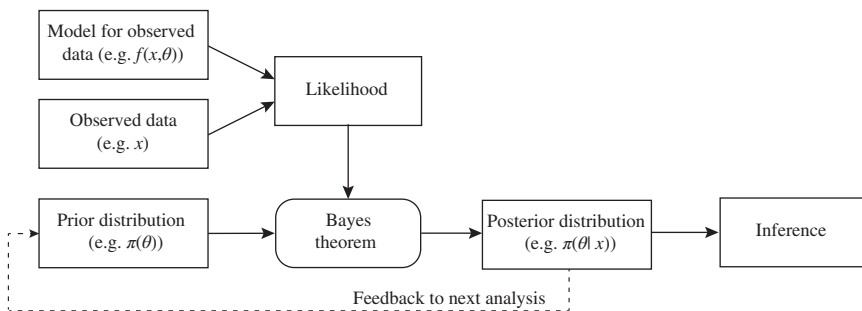 Model for observed
data (e.g. f(x,θ))
Likelihood
Observed data
(e.g. x)
Prior distribution
(e.g. π(θ))
Bayes
theorem
Posterior distribution
(e.g. π(θ| x))
Inference
Feedback to next analysis